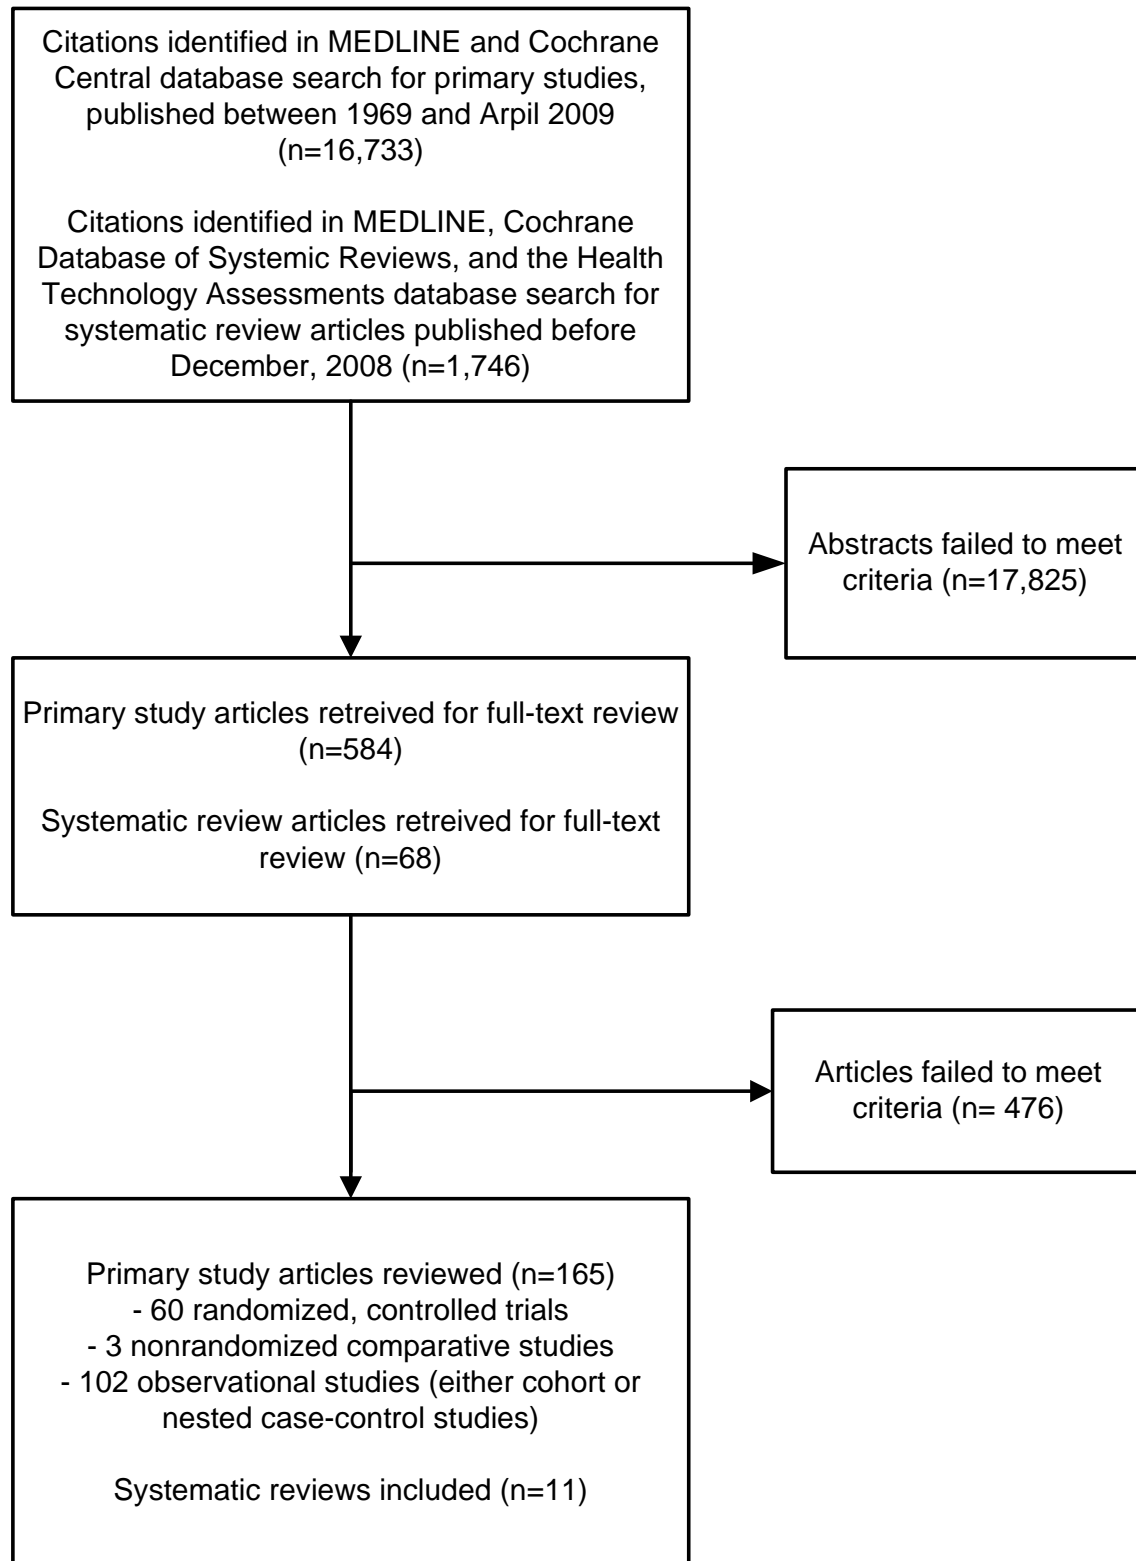 Citations identified in MEDLINE and Cochrane
Central database search for primary studies,
published between 1969 and Arpil 2009
(n=16,733)
Citations identified in MEDLINE, Cochrane
Database of Systemic Reviews, and the Health
Technology Assessments database search for
systematic review articles published before
December, 2008 (n=1,746)
Abstracts failed to meet
criteria (n=17,825)
Primary study articles retreived for full-text review
(n=584)
Systematic review articles retreived for full-text
review (n=68)
Articles failed to meet
criteria (n= 476)
Primary study articles reviewed (n=165)
- 60 randomized, controlled trials
- 3 nonrandomized comparative studies
- 102 observational studies (either cohort or
nested case-control studies)
Systematic reviews included (n=11)